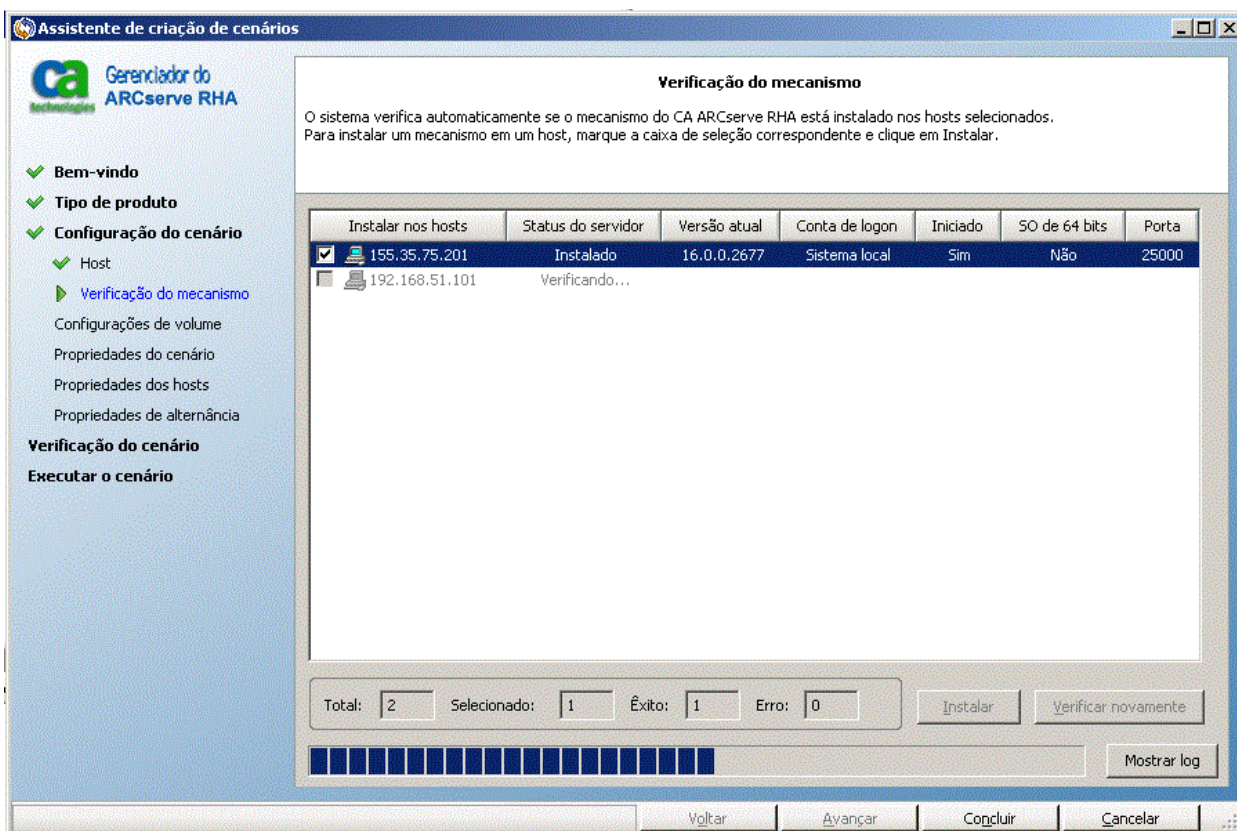 Assistente de criação de cenários
ca
technologies
Gerenciador do
ARCserve RHA
Bem-vindo
Tipo de produto
Configuração do cenário
Host
Verificação do mecanismo
Configurações de volume
Propriedades do cenário
Propriedades dos hosts
Propriedades de alternância
Verificação do cenário
Executar o cenário
Verificação do mecanismo
O sistema verifica automaticamente se o mecanismo do CA ARCserve RHA está instalado nos hosts selecionados.
Para instalar um mecanismo em um host, marque a caixa de seleção correspondente e clique em Instalar.
Instalar nos hosts Status do servidor Versão atual Conta de logon Iniciado SO de 64 bits Porta
155.35.75.201 Instalado 16.0.0.2677 Sistema local Sim Não 25000
192.168.51.101 Verificando...
Total: 2 Selecionado: 1 Êxito: 1 Erro: 0 Instalar Verificar novamente
Mostrar log
Voltar Avançar Concluir Cancelar